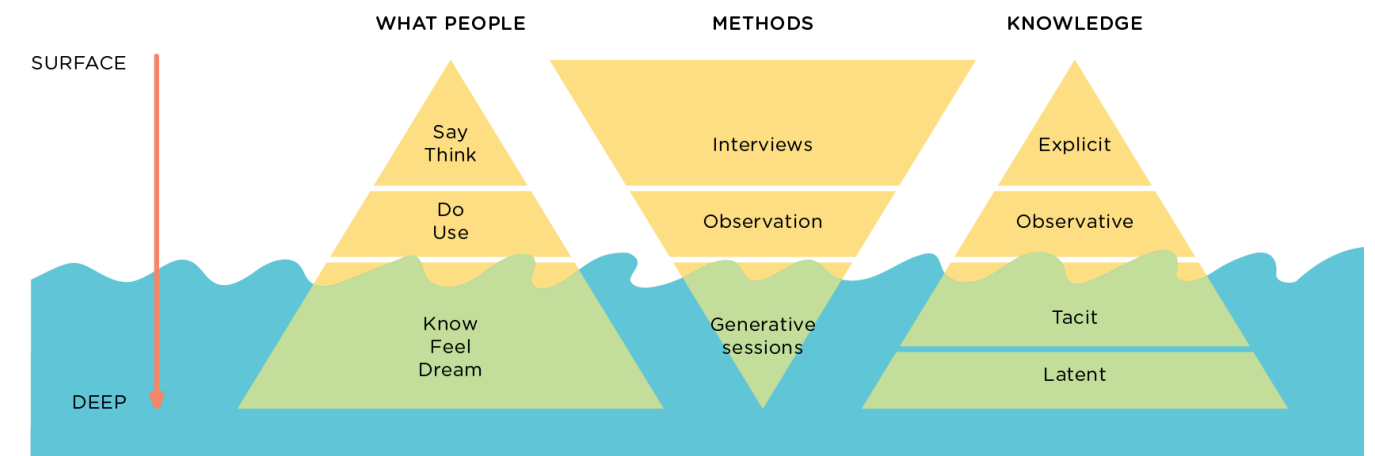 WHAT PEOPLE
METHODS
KNOWLEDGE
SURFACE
Say
Think
Interviews
Explicit
Do
Use
Observation
Observative
Know
Feel
Dream
Generative
sessions
Tacit
Latent
DEEP